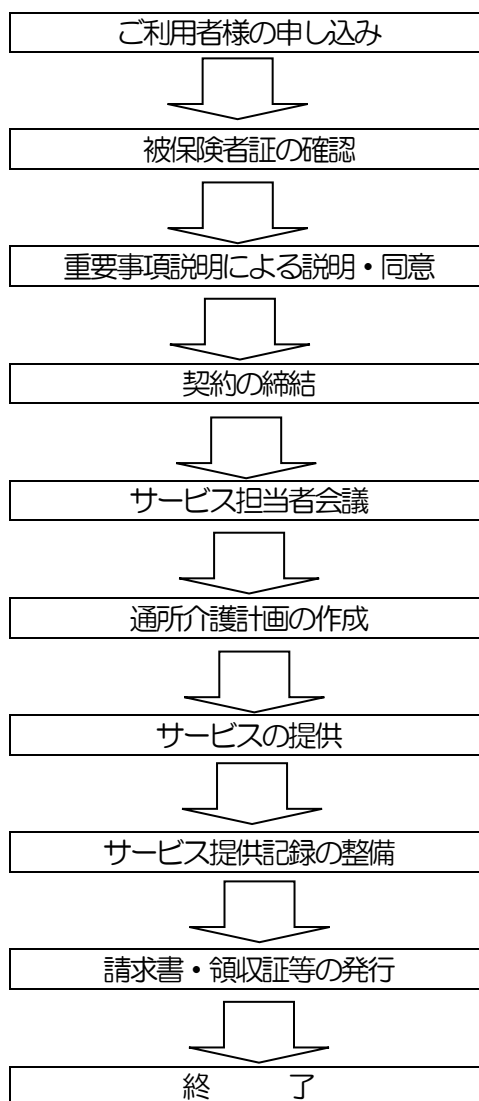 ご利用者様の申し込み
被保険者証の確認
重要事項説明による説明・同意
契約の締結
サービス担当者会議
通所介護計画の作成
サービスの提供
サービス提供記録の整備
請求書・領収証等の発行
終　　　了